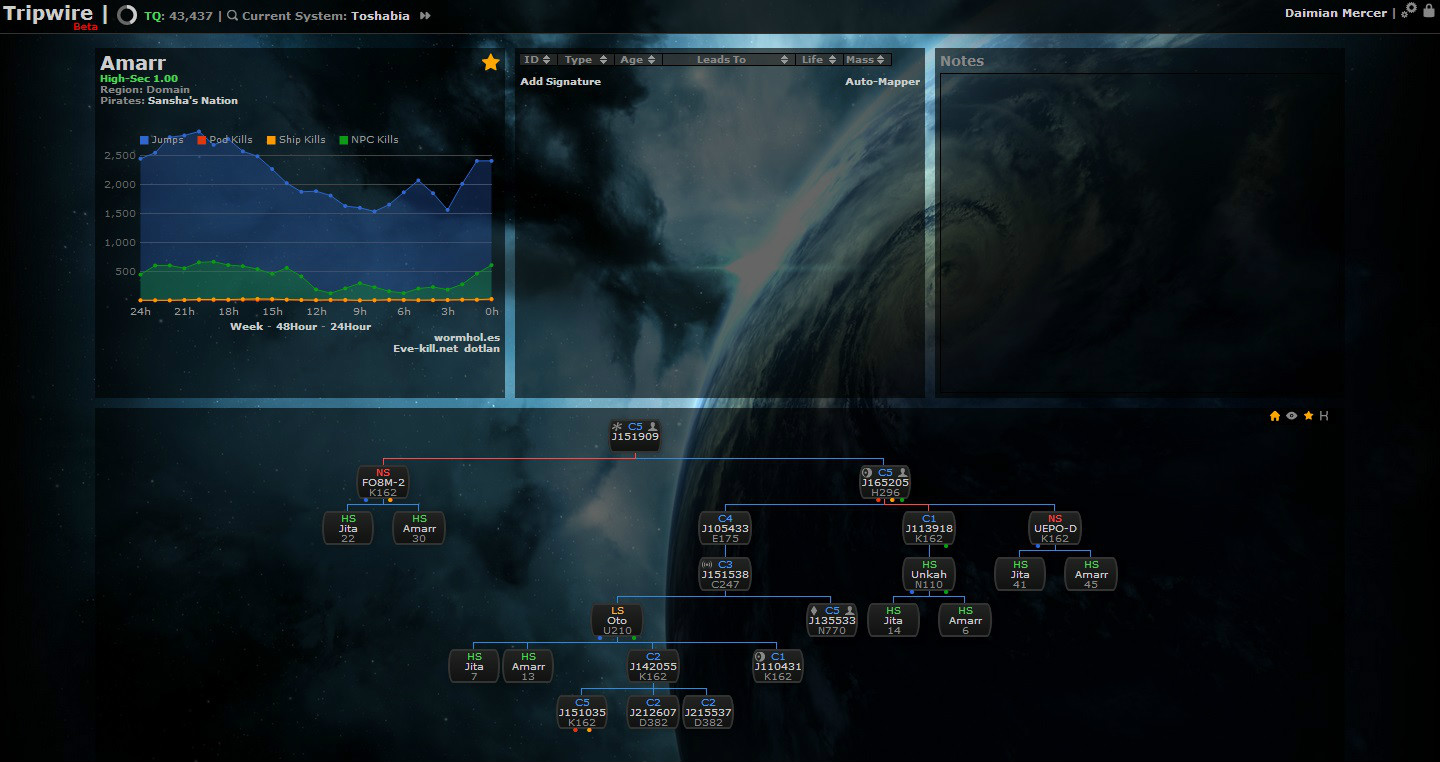 Tripwire |
Beta
TQ: 43,437 | Current System: Toshabia
Daimian Mercer |
Amarr
High-Sec 1.00
Region: Domain
Pirates: Sansha's Nation
Jumps Pod Kills Ship Kills NPC Kills
2,500
2,000
1,500
1,000
500
24h 21h 18h 15h 12h 9h 6h 3h 0h
Week - 48Hour - 24Hour
wormhol.es
Eve-kill.net dotlan
ID Type Age Leads To Life Mass
Add Signature Auto-Mapper
Notes
H
C5
J151909
NS
FO8M-2
K162
C5
J165205
H296
HS
Jita
22
HS
Amarr
30
C4
J105433
E175
C1
J113918
K162
NS
UEPO-D
K162
C3
J151538
C247
HS
Unkah
N110
HS
Jita
41
HS
Amarr
45
LS
Oto
U210
C5
J135533
N770
HS
Jita
14
HS
Amarr
6
HS
Jita
7
HS
Amarr
13
C2
J142055
K162
C1
J110431
K162
C5
J151035
K162
C2
J212607
D382
C2
J215537
D382